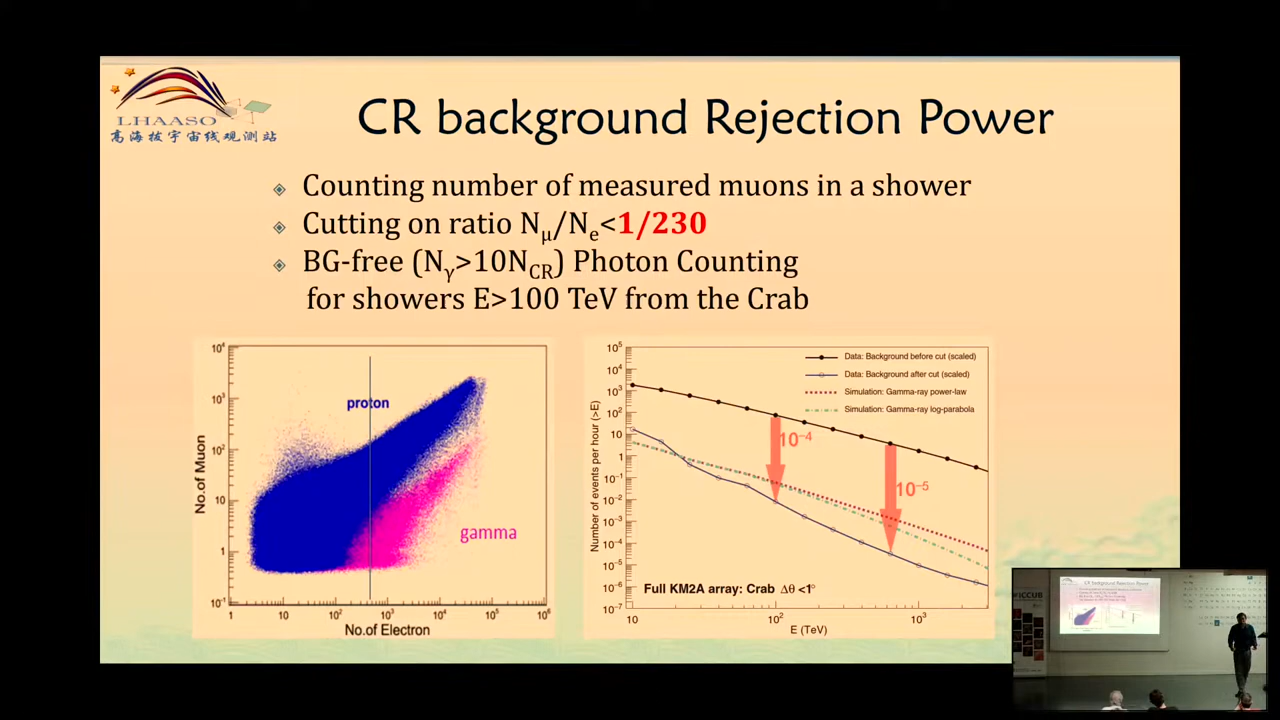 LHAASO
高海拔宇宙线观测站
CR background Rejection Power
Counting number of measured muons in a shower
Cutting on ratio Nμ/Ne<1/230
BG-free (Nγ>10NCR) Photon Counting
for showers E>100 TeV from the Crab
10⁴
10³
10²
10
1
10⁻¹
No.of Muon
proton
gamma
1
10
10²
10³
10⁴
10⁵
10⁶
No.of Electron
10⁵
10⁴
10³
10²
10
1
10⁻¹
10⁻²
10⁻³
10⁻⁴
10⁻⁵
10⁻⁶
10⁻⁷
Number of events per hour (>E)
Data: Background before cut (scaled)
Data: Background after cut (scaled)
Simulation: Gamma-ray power-law
Simulation: Gamma-ray log-parabola
10⁻⁴
10⁻⁵
Full KM2A array: Crab Δθ <1°
10
10²
10³
E (TeV)
CR background Rejection Power
ICCUB